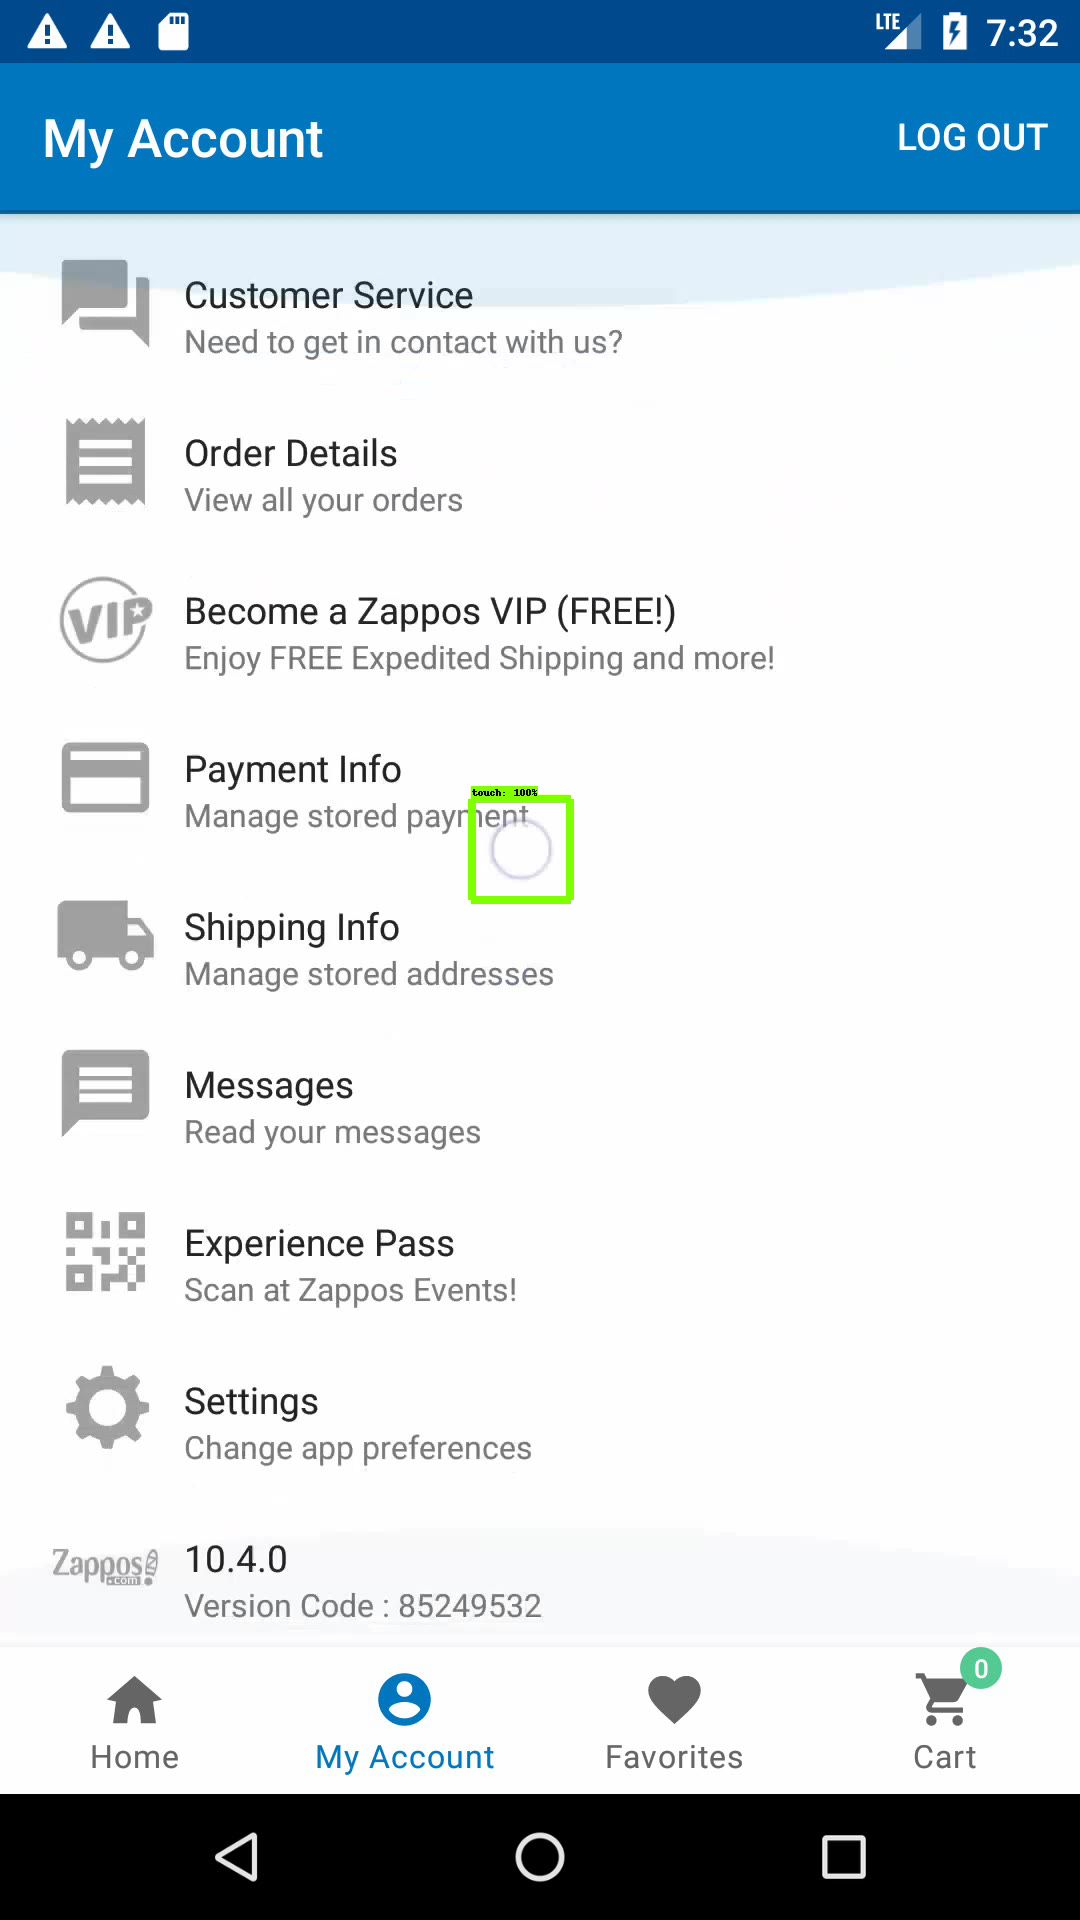 LTE 7:32
My Account LOG OUT
Customer Service
Need to get in contact with us?
Order Details
View all your orders
VIP
Become a Zappos VIP (FREE!)
Enjoy FREE Expedited Shipping and more!
Payment Info
touch: 100%
Manage stored payment
Shipping Info
Manage stored addresses
Messages
Read your messages
Experience Pass
Scan at Zappos Events!
Settings
Change app preferences
Zappos
.com
10.4.0
Version Code : 85249532
0
Home My Account Favorites Cart